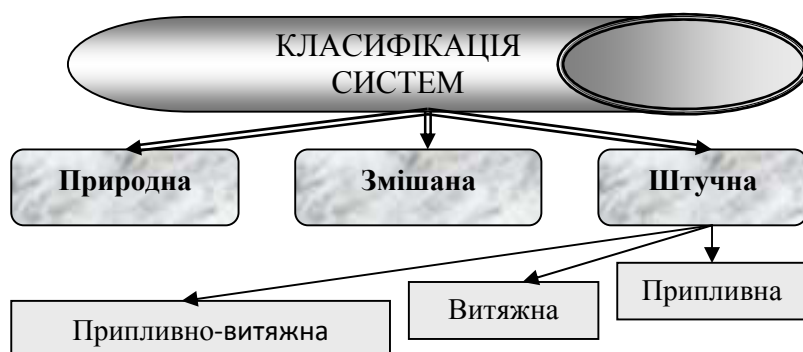 КЛАСИФІКАЦІЯ
СИСТЕМ
Природна
Змішана
Штучна
Припливно-витяжна
Витяжна
Припливна